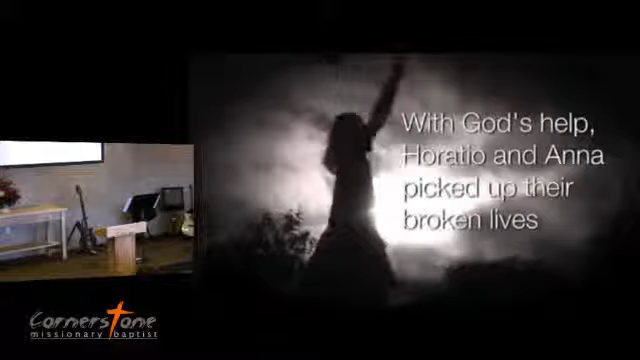 With God's help,
Horatio and Anna
picked up their
broken lives
Cornerstone
missionary baptist